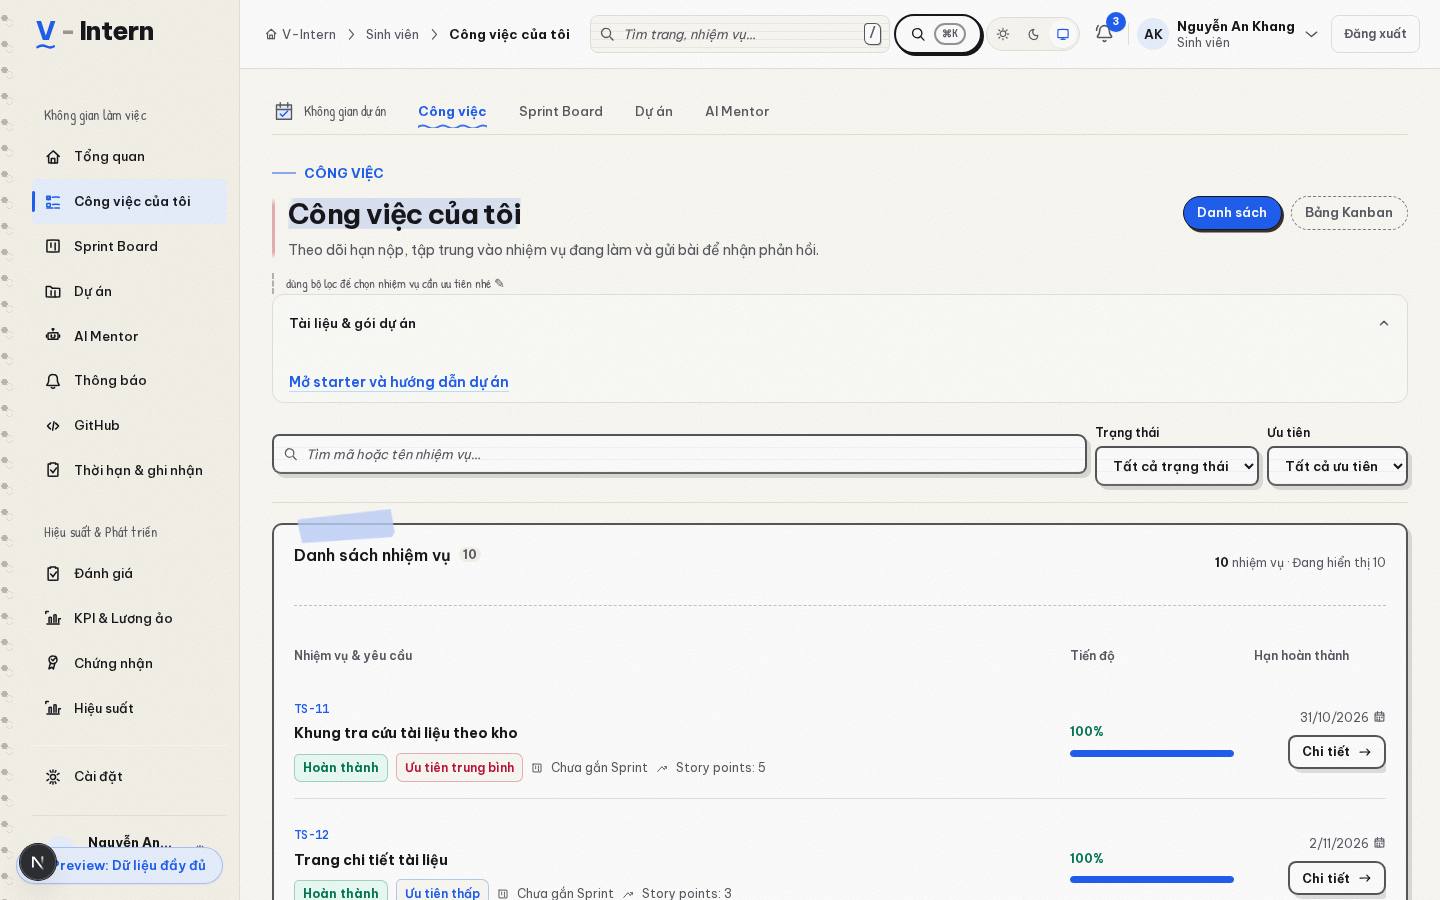 V - Intern
Không gian làm việc
Tổng quan
Công việc của tôi
Sprint Board
Dự án
AI Mentor
Thông báo
GitHub
Thời hạn & ghi nhận
Hiệu suất & Phát triển
Đánh giá
KPI & Lương ảo
Chứng nhận
Hiệu suất
Cài đặt
Nguyễn An...
N
Preview: Dữ liệu đầy đủ
V-Intern
Sinh viên
Công việc của tôi
Tìm trang, nhiệm vụ...
/
⌘K
3
AK
Nguyễn An Khang
Sinh viên
Đăng xuất
Không gian dự án
Công việc
Sprint Board
Dự án
AI Mentor
CÔNG VIỆC
Công việc của tôi
Theo dõi hạn nộp, tập trung vào nhiệm vụ đang làm và gửi bài để nhận phản hồi.
Danh sách
Bảng Kanban
dùng bộ lọc để chọn nhiệm vụ cần ưu tiên nhé ✎
Tài liệu & gói dự án
Mở starter và hướng dẫn dự án
Tìm mã hoặc tên nhiệm vụ...
Trạng thái
Tất cả trạng thái
Ưu tiên
Tất cả ưu tiên
Danh sách nhiệm vụ 10
10 nhiệm vụ · Đang hiển thị 10
Nhiệm vụ & yêu cầu
Tiến độ
Hạn hoàn thành
TS-11
Khung tra cứu tài liệu theo kho
Hoàn thành
Ưu tiên trung bình
Chưa gắn Sprint
Story points: 5
100%
31/10/2026
Chi tiết →
TS-12
Trang chi tiết tài liệu
Hoàn thành
Ưu tiên thấp
Chưa gắn Sprint
Story points: 3
100%
2/11/2026
Chi tiết →